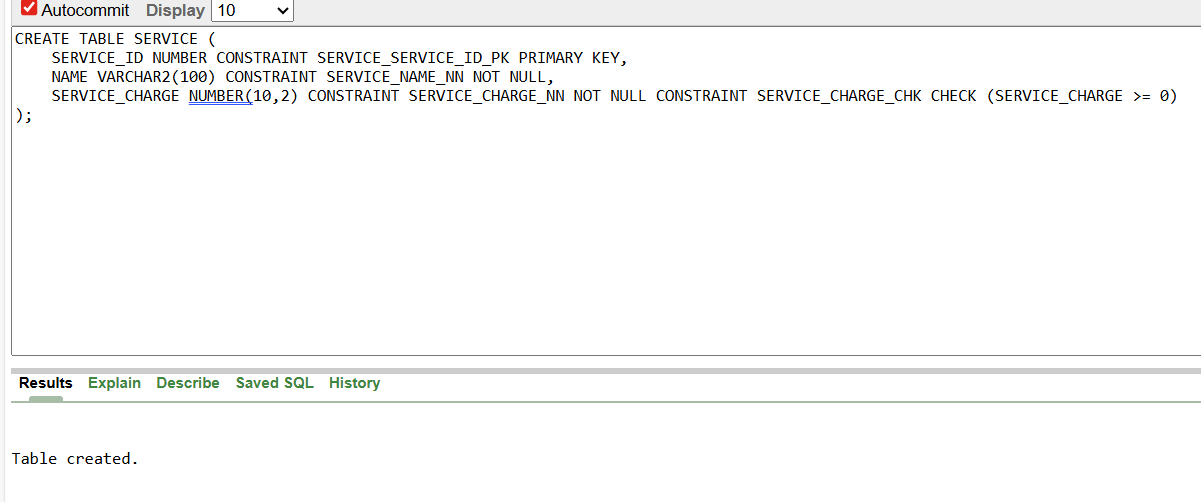 Autocommit Display 10
CREATE TABLE SERVICE (
    SERVICE_ID NUMBER CONSTRAINT SERVICE_SERVICE_ID_PK PRIMARY KEY,
    NAME VARCHAR2(100) CONSTRAINT SERVICE_NAME_NN NOT NULL,
    SERVICE_CHARGE NUMBER(10,2) CONSTRAINT SERVICE_CHARGE_NN NOT NULL CONSTRAINT SERVICE_CHARGE_CHK CHECK (SERVICE_CHARGE >= 0)
);
Results Explain Describe Saved SQL History
Table created.